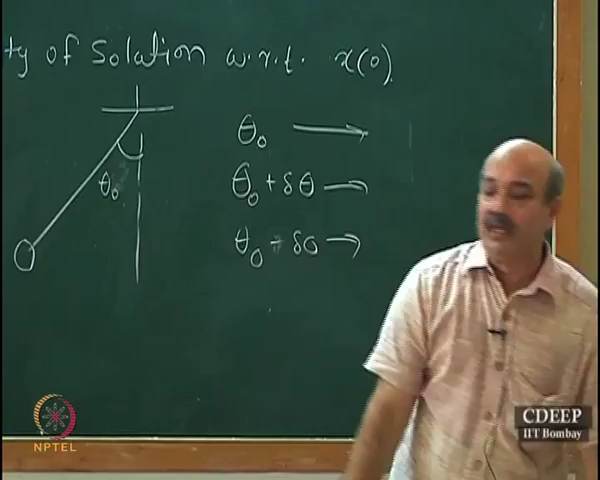 ty of Solution w.r.t. x(0)
θ₀
θ₀ →
θ₀ + δθ →
θ₀ - δθ →
NPTEL
CDEEP
IIT Bombay